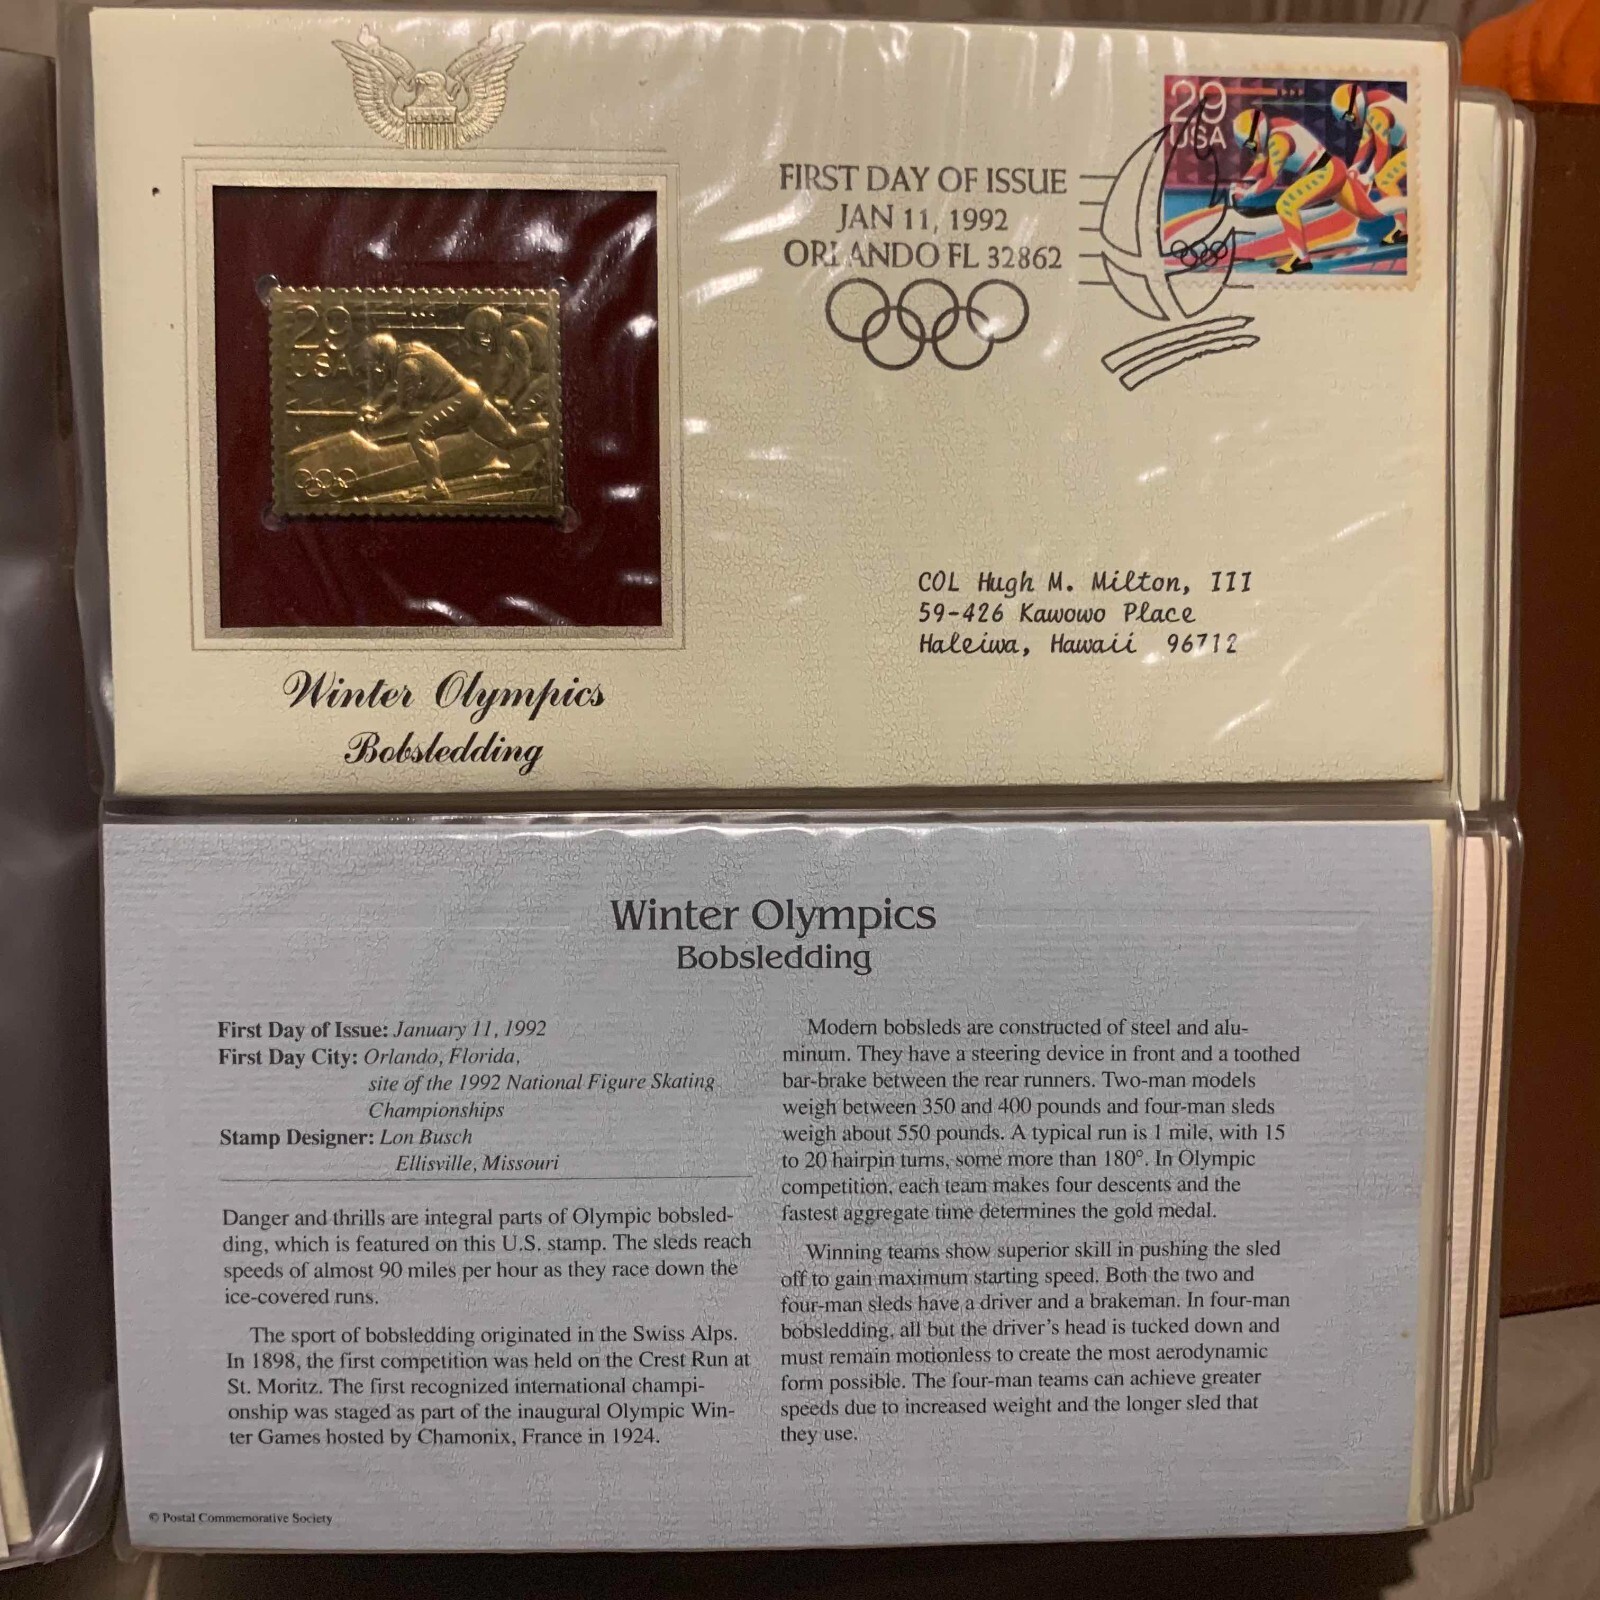 29
USA
FIRST DAY OF ISSUE
JAN 11, 1992
ORLANDO FL 32862
29
USA
COL Hugh M. Milton, III
59-426 Kawowo Place
Haleiwa, Hawaii 96712
Winter Olympics
Bobsledding
Winter Olympics
Bobsledding
First Day of Issue: January 11, 1992
First Day City: Orlando, Florida,
site of the 1992 National Figure Skating
Championships
Stamp Designer: Lon Busch
Ellisville, Missouri
Danger and thrills are integral parts of Olympic bobsled-
ding, which is featured on this U.S. stamp. The sleds reach
speeds of almost 90 miles per hour as they race down the
ice-covered runs.
The sport of bobsledding originated in the Swiss Alps.
In 1898, the first competition was held on the Crest Run at
St. Moritz. The first recognized international champi-
onship was staged as part of the inaugural Olympic Win-
ter Games hosted by Chamonix, France in 1924.
Modern bobsleds are constructed of steel and alu-
minum. They have a steering device in front and a toothed
bar-brake between the rear runners. Two-man models
weigh between 350 and 400 pounds and four-man sleds
weigh about 550 pounds. A typical run is 1 mile, with 15
to 20 hairpin turns, some more than 180°. In Olympic
competition, each team makes four descents and the
fastest aggregate time determines the gold medal.
Winning teams show superior skill in pushing the sled
off to gain maximum starting speed. Both the two and
four-man sleds have a driver and a brakeman. In four-man
bobsledding, all but the driver's head is tucked down and
must remain motionless to create the most aerodynamic
form possible. The four-man teams can achieve greater
speeds due to increased weight and the longer sled that
they use.
© Postal Commemorative Society